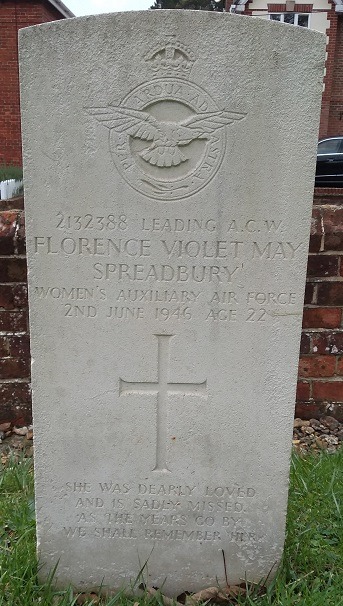 PER ARDUA AD ASTRA
2132388 LEADING A.C.W.
FLORENCE VIOLET MAY
SPREADBURY
WOMEN'S AUXILIARY AIR FORCE
2ND JUNE 1946 AGE 22
SHE WAS DEARLY LOVED
AND IS SADLY MISSED.
AS THE YEARS GO BY
WE SHALL REMEMBER HER.